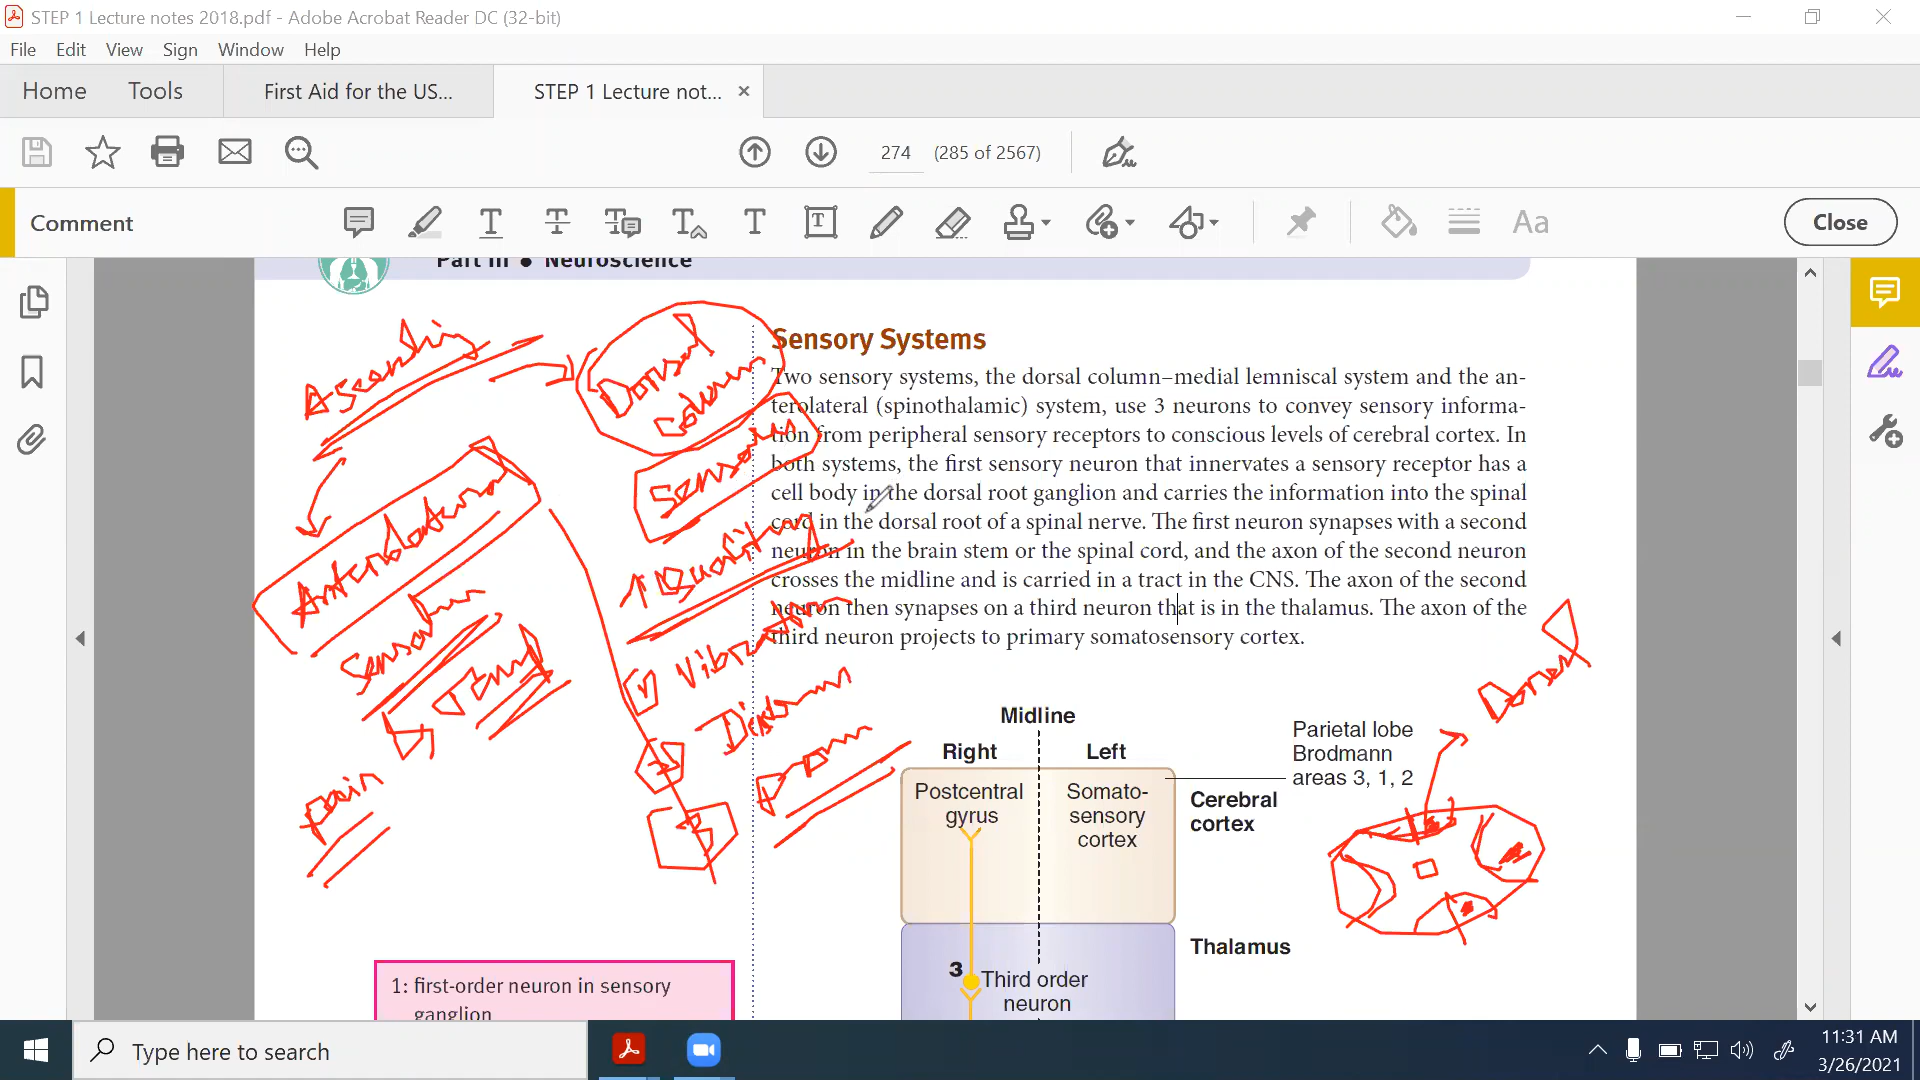 STEP 1 Lecture notes 2018.pdf - Adobe Acrobat Reader DC (32-bit)
File Edit View Sign Window Help
Home Tools First Aid for the US... STEP 1 Lecture not... ×
274 (285 of 2567)
Comment Close
Part III ● Neuroscience
Sensory Systems
Two sensory systems, the dorsal column–medial lemniscal system and the an-
terolateral (spinothalamic) system, use 3 neurons to convey sensory informa-
tion from peripheral sensory receptors to conscious levels of cerebral cortex. In
both systems, the first sensory neuron that innervates a sensory receptor has a
cell body in the dorsal root ganglion and carries the information into the spinal
cord in the dorsal root of a spinal nerve. The first neuron synapses with a second
neuron in the brain stem or the spinal cord, and the axon of the second neuron
crosses the midline and is carried in a tract in the CNS. The axon of the second
neuron then synapses on a third neuron that is in the thalamus. The axon of the
third neuron projects to primary somatosensory cortex.
Dorsal
column
pain
1
2
3
Midline
Right Left
Postcentral
gyrus
Somato-
sensory
cortex
Parietal lobe
Brodmann
areas 3, 1, 2
Cerebral
cortex
Thalamus
3 Third order
neuron
1: first-order neuron in sensory
ganglion
Type here to search
11:31 AM
3/26/2021